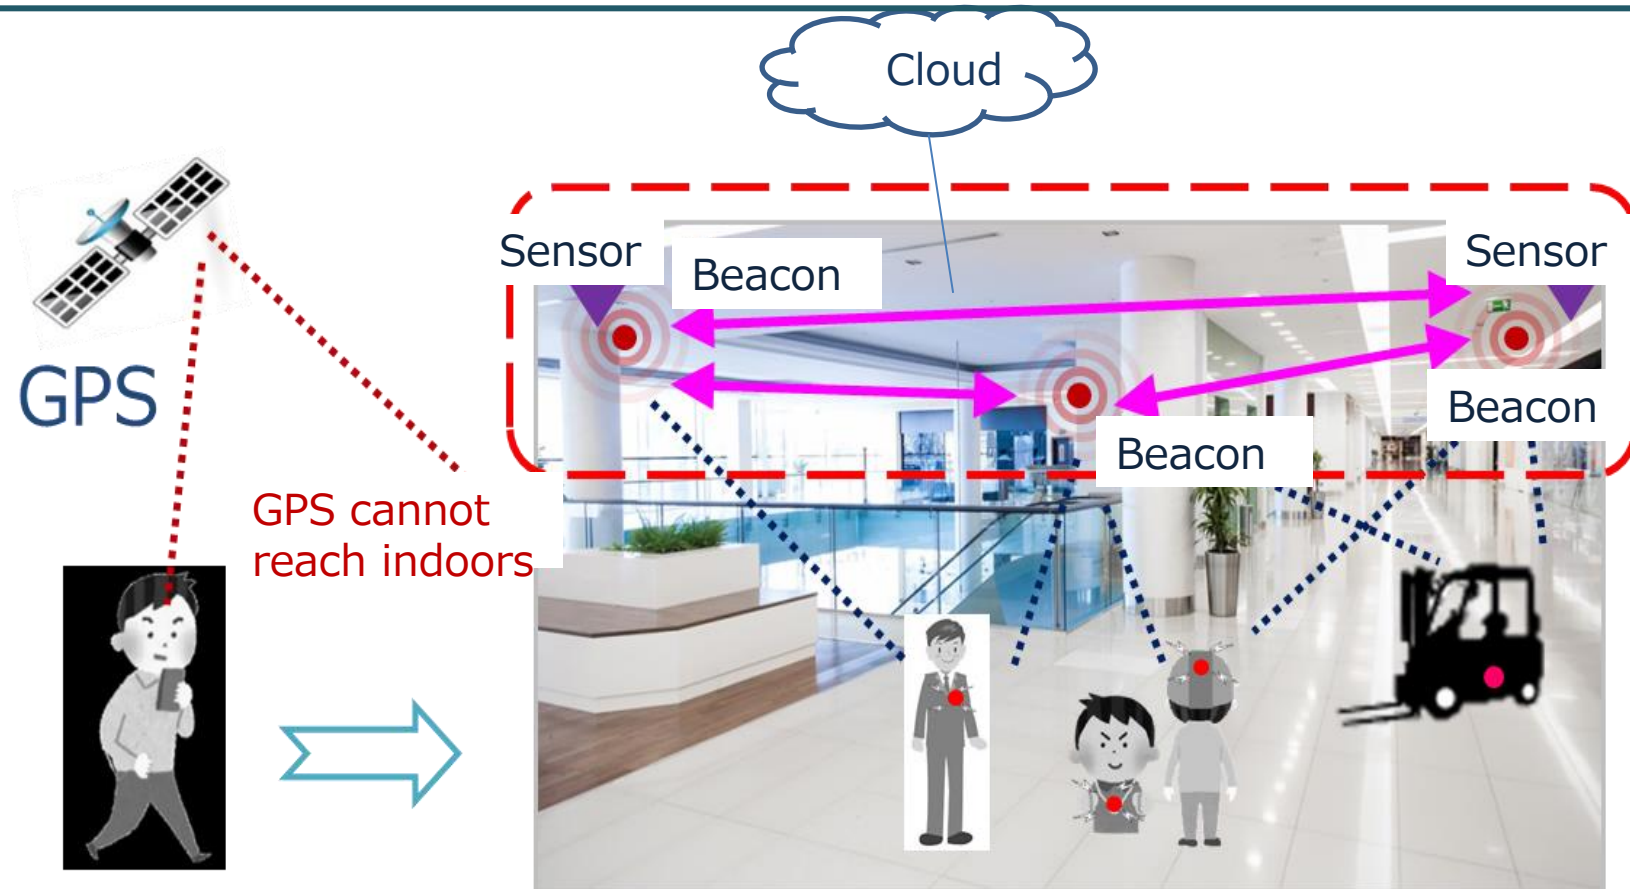 Cloud
Sensor
Beacon
Sensor
GPS
Beacon
Beacon
GPS cannot
reach indoors